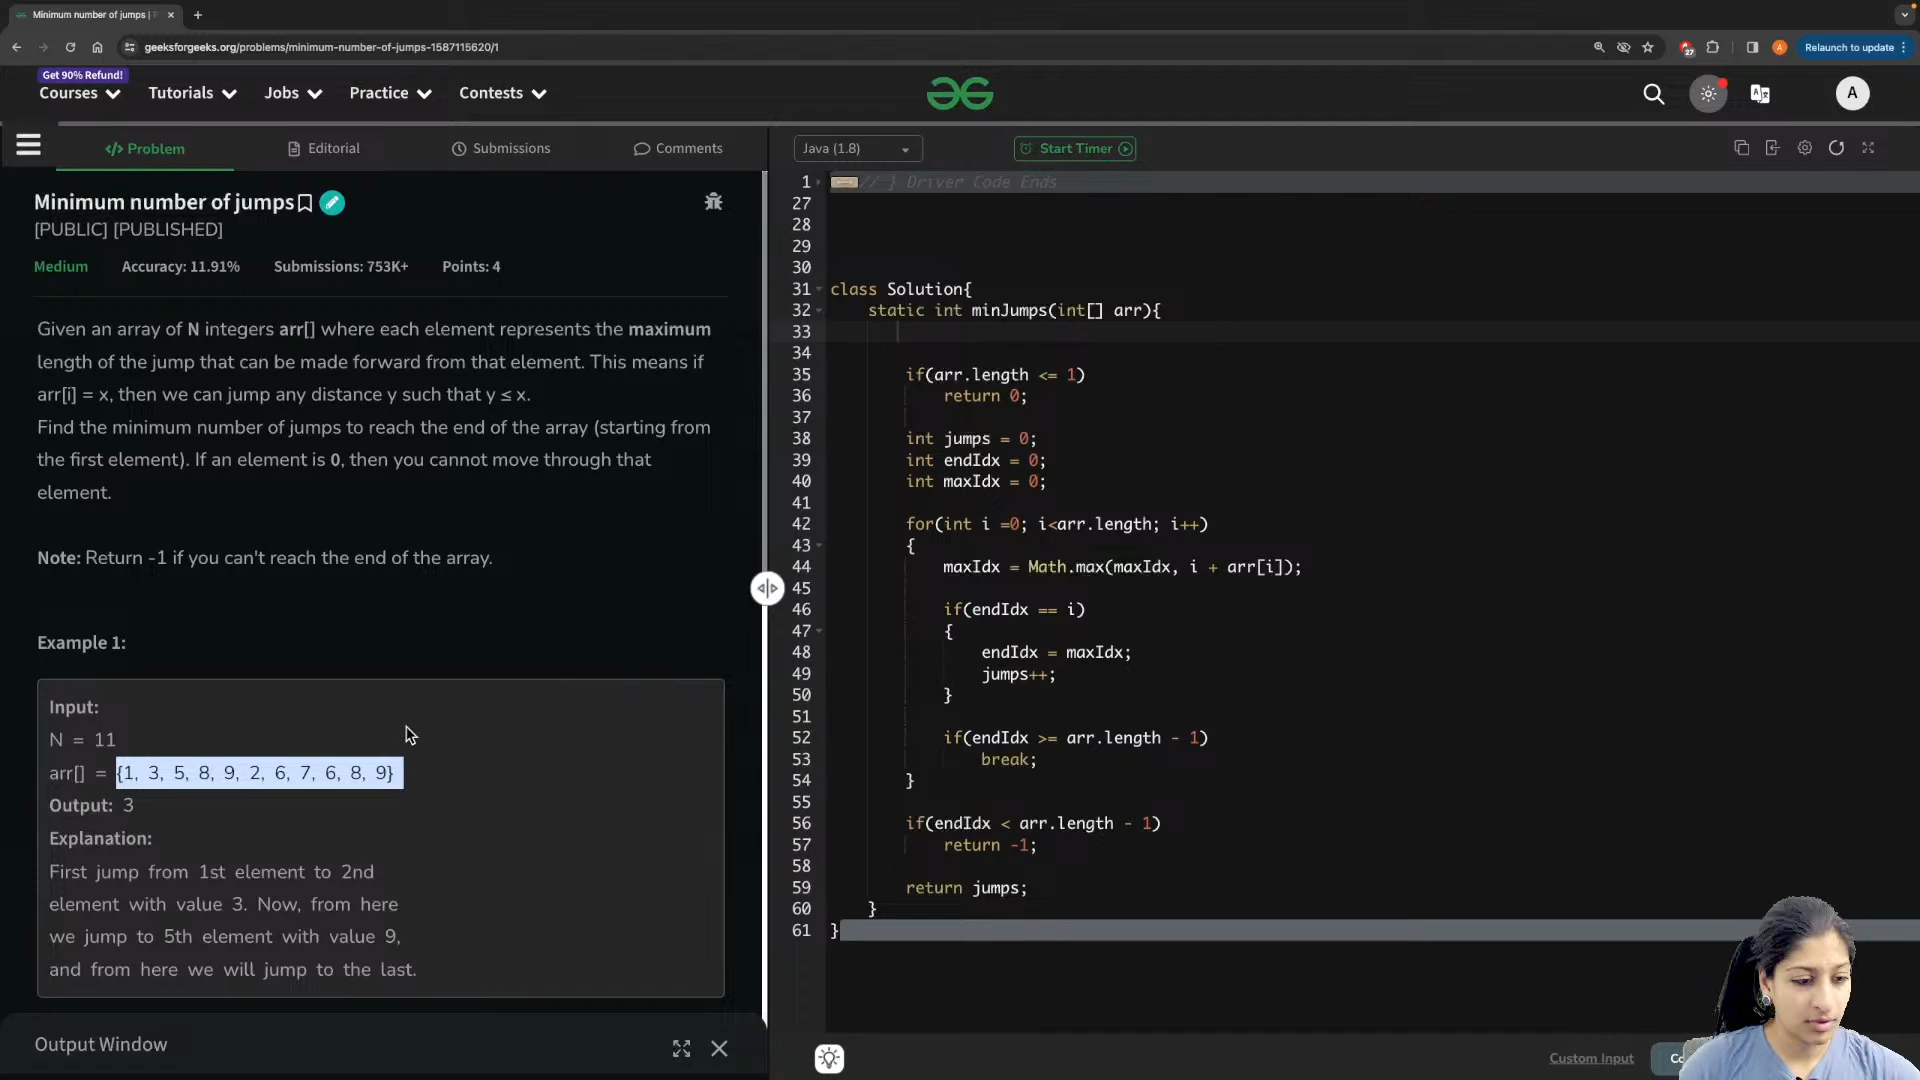 Minimum number of jumps |
geeksforgeeks.org/problems/minimum-number-of-jumps-1587115620/1
27
A
Relaunch to update
Get 90% Refund!
Courses
Tutorials
Jobs
Practice
Contests
A
</> Problem
Editorial
Submissions
Comments
Minimum number of jumps
[PUBLIC] [PUBLISHED]
Medium
Accuracy: 11.91%
Submissions: 753K+
Points: 4
Given an array of N integers arr[] where each element represents the maximum
length of the jump that can be made forward from that element. This means if
arr[i] = x, then we can jump any distance y such that y ≤ x.
Find the minimum number of jumps to reach the end of the array (starting from
the first element). If an element is 0, then you cannot move through that
element.
Note: Return -1 if you can't reach the end of the array.
Example 1:
Input:
N = 11
arr[] = {1, 3, 5, 8, 9, 2, 6, 7, 6, 8, 9}
Output: 3
Explanation:
First jump from 1st element to 2nd
element with value 3. Now, from here
we jump to 5th element with value 9,
and from here we will jump to the last.
Output Window
Java (1.8)
Start Timer
1 // } Driver Code Ends
27
28
29
30
31 class Solution{
32 static int minJumps(int[] arr){
33
34
35 if(arr.length <= 1)
36 return 0;
37
38 int jumps = 0;
39 int endIdx = 0;
40 int maxIdx = 0;
41
42 for(int i =0; i<arr.length; i++)
43 {
44 maxIdx = Math.max(maxIdx, i + arr[i]);
45
46 if(endIdx == i)
47 {
48 endIdx = maxIdx;
49 jumps++;
50 }
51
52 if(endIdx >= arr.length - 1)
53 break;
54 }
55
56 if(endIdx < arr.length - 1)
57 return -1;
58
59 return jumps;
60 }
61 }
Custom Input